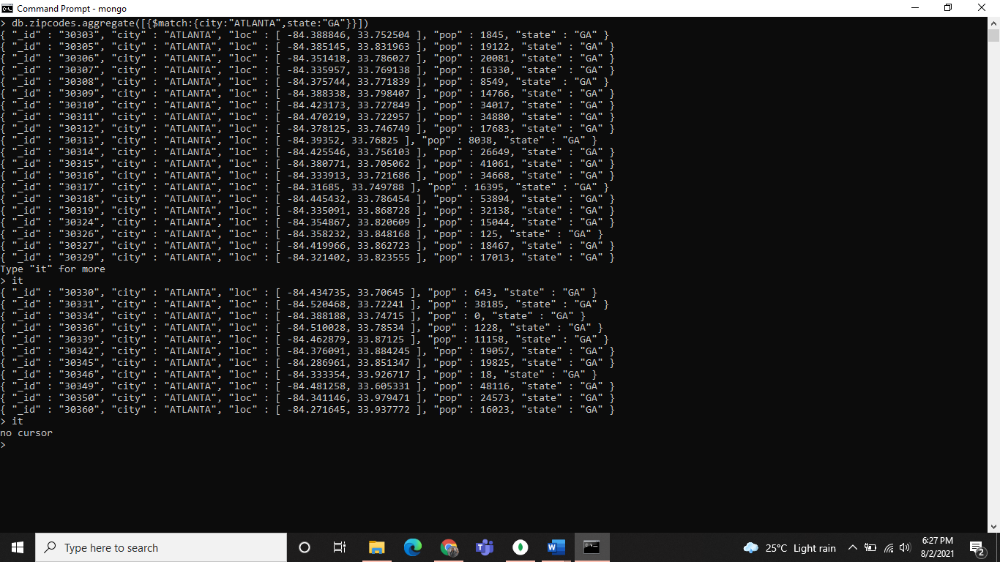 Command Prompt - mongo
> db.zipcodes.aggregate([{$match:{city:"ATLANTA",state:"GA"}}])
{ "_id" : "30303", "city" : "ATLANTA", "loc" : [ -84.388846, 33.752504 ], "pop" : 1845, "state" : "GA" }
{ "_id" : "30305", "city" : "ATLANTA", "loc" : [ -84.385145, 33.831963 ], "pop" : 19122, "state" : "GA" }
{ "_id" : "30306", "city" : "ATLANTA", "loc" : [ -84.351418, 33.786027 ], "pop" : 20081, "state" : "GA" }
{ "_id" : "30307", "city" : "ATLANTA", "loc" : [ -84.335957, 33.769138 ], "pop" : 16330, "state" : "GA" }
{ "_id" : "30308", "city" : "ATLANTA", "loc" : [ -84.375744, 33.771839 ], "pop" : 8549, "state" : "GA" }
{ "_id" : "30309", "city" : "ATLANTA", "loc" : [ -84.388338, 33.798407 ], "pop" : 14766, "state" : "GA" }
{ "_id" : "30310", "city" : "ATLANTA", "loc" : [ -84.423173, 33.727849 ], "pop" : 34017, "state" : "GA" }
{ "_id" : "30311", "city" : "ATLANTA", "loc" : [ -84.470219, 33.722957 ], "pop" : 34880, "state" : "GA" }
{ "_id" : "30312", "city" : "ATLANTA", "loc" : [ -84.378125, 33.746749 ], "pop" : 17683, "state" : "GA" }
{ "_id" : "30313", "city" : "ATLANTA", "loc" : [ -84.39352, 33.76825 ], "pop" : 8038, "state" : "GA" }
{ "_id" : "30314", "city" : "ATLANTA", "loc" : [ -84.425546, 33.756103 ], "pop" : 26649, "state" : "GA" }
{ "_id" : "30315", "city" : "ATLANTA", "loc" : [ -84.380771, 33.705062 ], "pop" : 41061, "state" : "GA" }
{ "_id" : "30316", "city" : "ATLANTA", "loc" : [ -84.333913, 33.721686 ], "pop" : 34668, "state" : "GA" }
{ "_id" : "30317", "city" : "ATLANTA", "loc" : [ -84.31685, 33.749788 ], "pop" : 16395, "state" : "GA" }
{ "_id" : "30318", "city" : "ATLANTA", "loc" : [ -84.445432, 33.786454 ], "pop" : 53894, "state" : "GA" }
{ "_id" : "30319", "city" : "ATLANTA", "loc" : [ -84.335091, 33.868728 ], "pop" : 32138, "state" : "GA" }
{ "_id" : "30324", "city" : "ATLANTA", "loc" : [ -84.354867, 33.820609 ], "pop" : 15044, "state" : "GA" }
{ "_id" : "30326", "city" : "ATLANTA", "loc" : [ -84.358232, 33.848168 ], "pop" : 125, "state" : "GA" }
{ "_id" : "30327", "city" : "ATLANTA", "loc" : [ -84.419966, 33.862723 ], "pop" : 18467, "state" : "GA" }
{ "_id" : "30329", "city" : "ATLANTA", "loc" : [ -84.321402, 33.823555 ], "pop" : 17013, "state" : "GA" }
Type "it" for more
> it
{ "_id" : "30330", "city" : "ATLANTA", "loc" : [ -84.434735, 33.70645 ], "pop" : 643, "state" : "GA" }
{ "_id" : "30331", "city" : "ATLANTA", "loc" : [ -84.520468, 33.72241 ], "pop" : 38185, "state" : "GA" }
{ "_id" : "30334", "city" : "ATLANTA", "loc" : [ -84.388188, 33.74715 ], "pop" : 0, "state" : "GA" }
{ "_id" : "30336", "city" : "ATLANTA", "loc" : [ -84.510028, 33.78534 ], "pop" : 1228, "state" : "GA" }
{ "_id" : "30339", "city" : "ATLANTA", "loc" : [ -84.462879, 33.87125 ], "pop" : 11158, "state" : "GA" }
{ "_id" : "30342", "city" : "ATLANTA", "loc" : [ -84.376091, 33.884245 ], "pop" : 19057, "state" : "GA" }
{ "_id" : "30345", "city" : "ATLANTA", "loc" : [ -84.286961, 33.851347 ], "pop" : 19825, "state" : "GA" }
{ "_id" : "30346", "city" : "ATLANTA", "loc" : [ -84.333354, 33.926717 ], "pop" : 18, "state" : "GA" }
{ "_id" : "30349", "city" : "ATLANTA", "loc" : [ -84.481258, 33.605331 ], "pop" : 48116, "state" : "GA" }
{ "_id" : "30350", "city" : "ATLANTA", "loc" : [ -84.341146, 33.979471 ], "pop" : 24573, "state" : "GA" }
{ "_id" : "30360", "city" : "ATLANTA", "loc" : [ -84.271645, 33.937772 ], "pop" : 16023, "state" : "GA" }
> it
no cursor
>
Type here to search
25°C Light rain
6:27 PM
8/2/2021
2